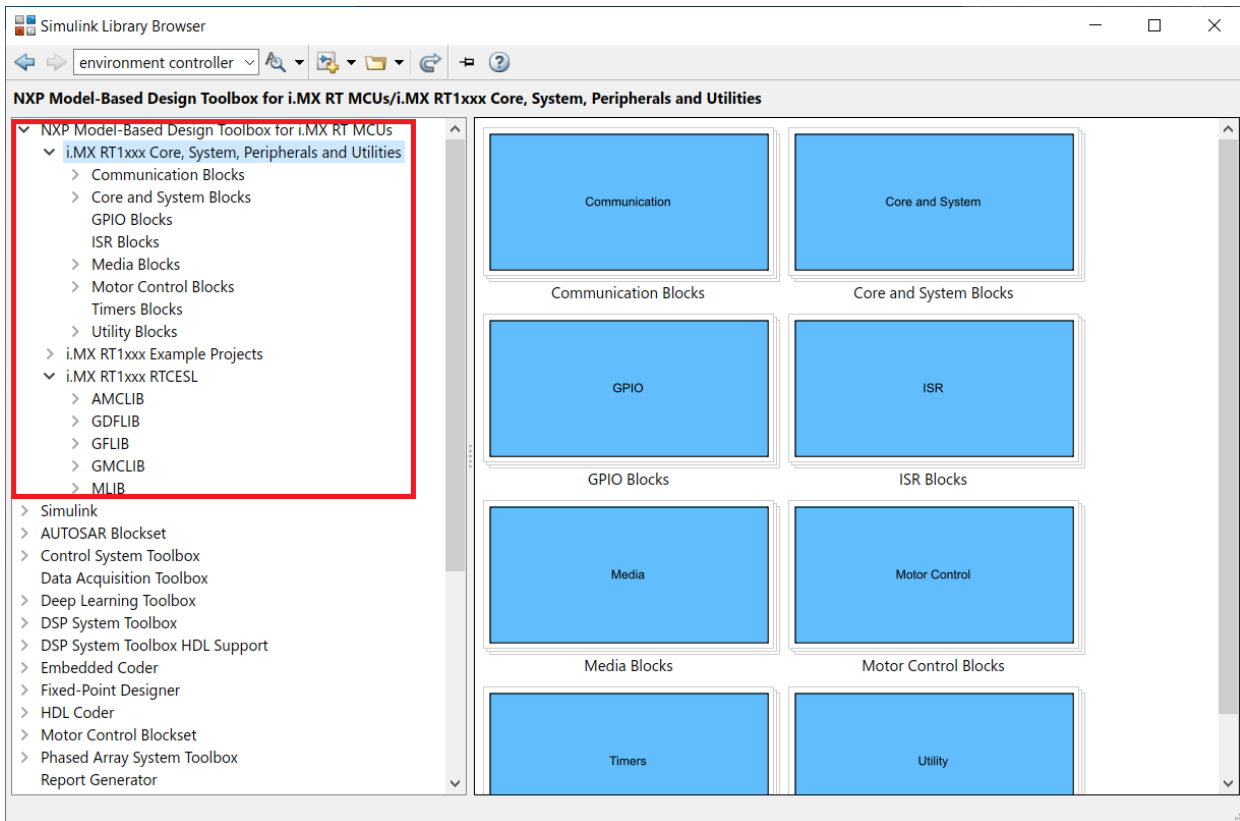 Simulink Library Browser
environment controller
NXP Model-Based Design Toolbox for i.MX RT MCUs/i.MX RT1xxx Core, System, Peripherals and Utilities
NXP Model-Based Design Toolbox for i.MX RT MCUs
i.MX RT1xxx Core, System, Peripherals and Utilities
Communication Blocks
Core and System Blocks
GPIO Blocks
ISR Blocks
Media Blocks
Motor Control Blocks
Timers Blocks
Utility Blocks
i.MX RT1xxx Example Projects
i.MX RT1xxx RTCESL
AMCLIB
GDFLIB
GFLIB
GMCLIB
MLIB
Simulink
AUTOSAR Blockset
Control System Toolbox
Data Acquisition Toolbox
Deep Learning Toolbox
DSP System Toolbox
DSP System Toolbox HDL Support
Embedded Coder
Fixed-Point Designer
HDL Coder
Motor Control Blockset
Phased Array System Toolbox
Report Generator
Communication
Core and System
Communication Blocks
Core and System Blocks
GPIO
ISR
GPIO Blocks
ISR Blocks
Media
Motor Control
Media Blocks
Motor Control Blocks
Timers
Utility